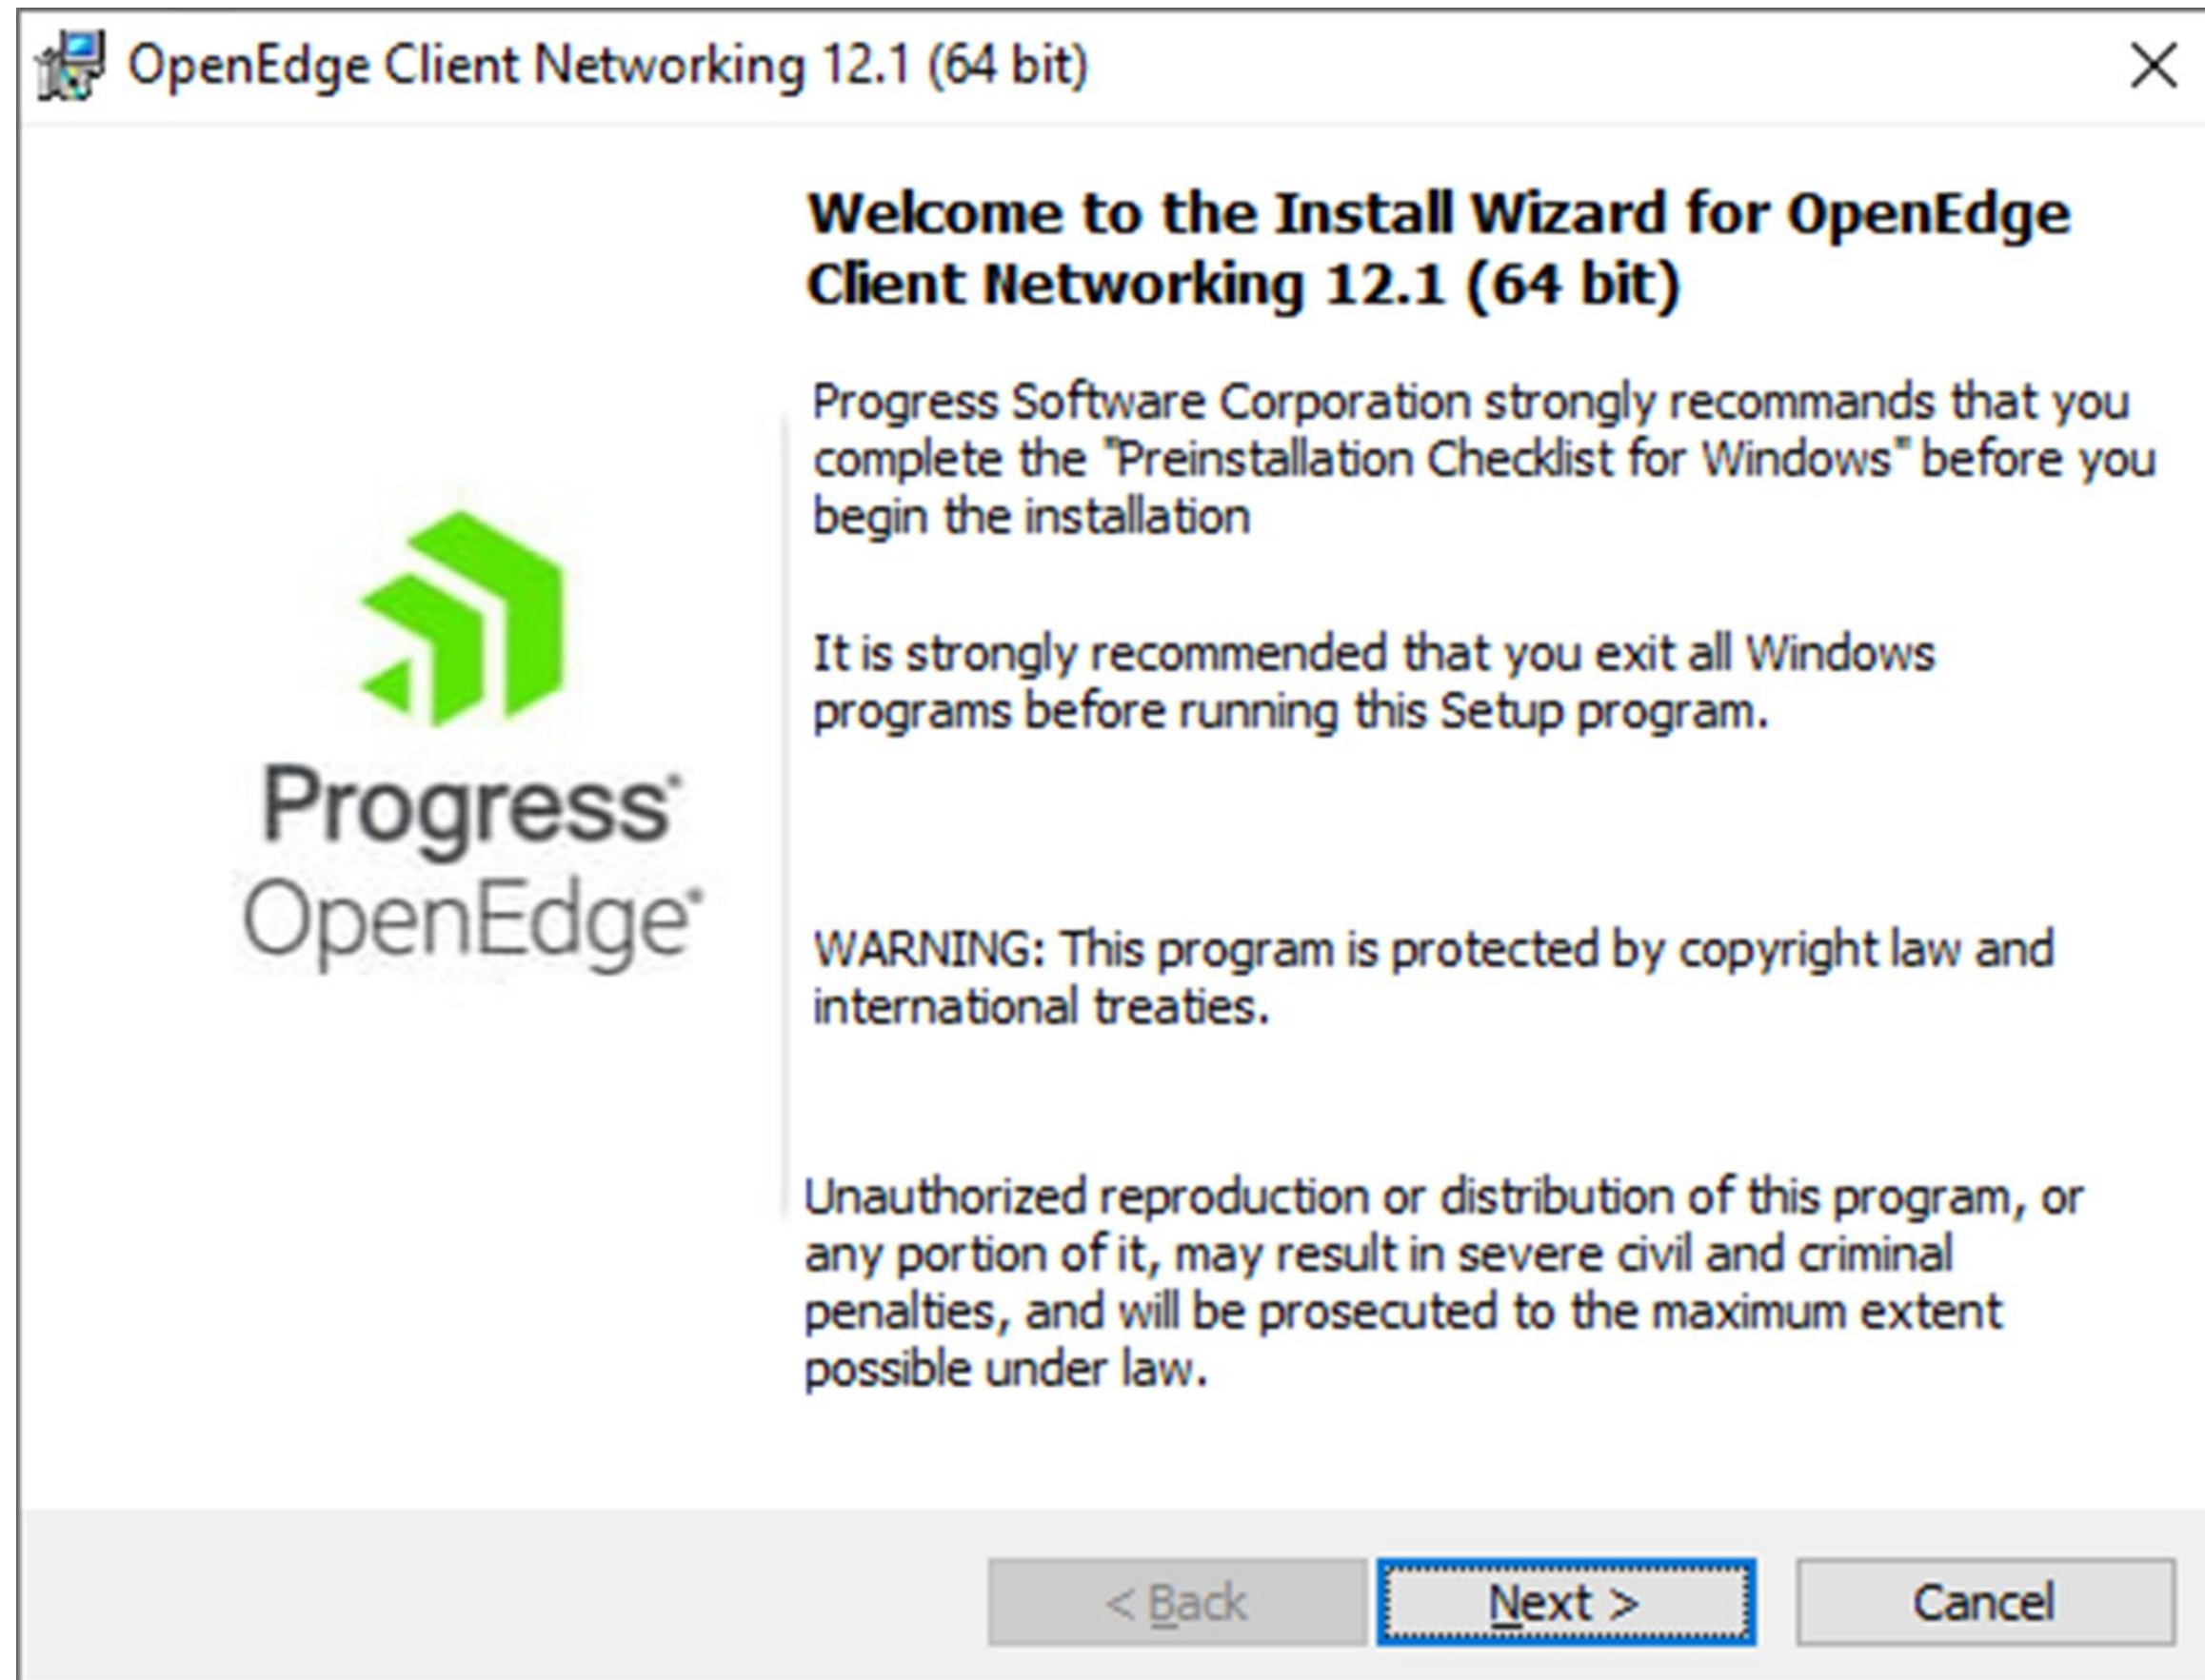 OpenEdge Client Networking 12.1 (64 bit)
Welcome to the Install Wizard for OpenEdge
Client Networking 12.1 (64 bit)
Progress Software Corporation strongly recommands that you
complete the "Preinstallation Checklist for Windows" before you
begin the installation
It is strongly recommended that you exit all Windows
programs before running this Setup program.
Progress
OpenEdge
WARNING: This program is protected by copyright law and
international treaties.
Unauthorized reproduction or distribution of this program, or
any portion of it, may result in severe civil and criminal
penalties, and will be prosecuted to the maximum extent
possible under law.
< Back
Next >
Cancel